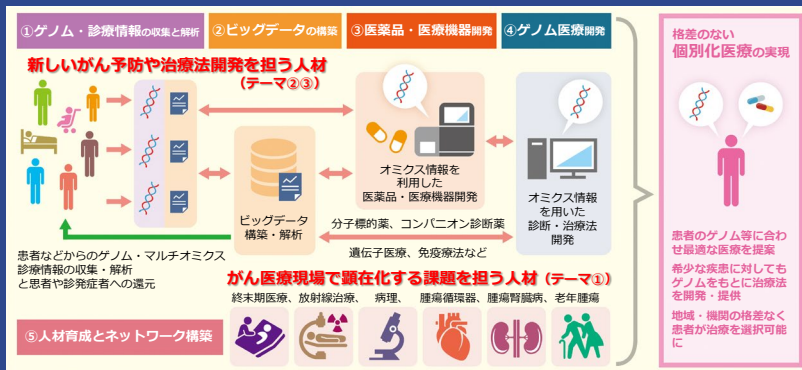 ①ゲノム・診療情報の収集と解析
②ビッグデータの構築
③医薬品・医療機器開発
④ゲノム医療開発
新しいがん予防や治療法開発を担う人材
(テーマ②③)
オミクス情報を
利用した
医薬品・医療機器開発
オミクス情報
を用いた
診断・治療法
開発
ビッグデータ
構築・解析
分子標的薬、コンパニオン診断薬
遺伝子医療、免疫療法など
患者などからのゲノム・マルチオミクス
診療情報の収集・解析
と患者や診発症者への還元
がん医療現場で顕在化する課題を担う人材(テーマ①)
終末期医療、放射線治療、 病理、 腫瘍循環器、腫瘍腎臓病、老年腫瘍
⑤人材育成とネットワーク構築
格差のない
個別化医療の実現
患者のゲノム等に合わ
せ最適な医療を提案
希少な疾患に対しても
ゲノムをもとに治療法
を開発・提供
地域・機関の格差なく
患者が治療を選択可能
に